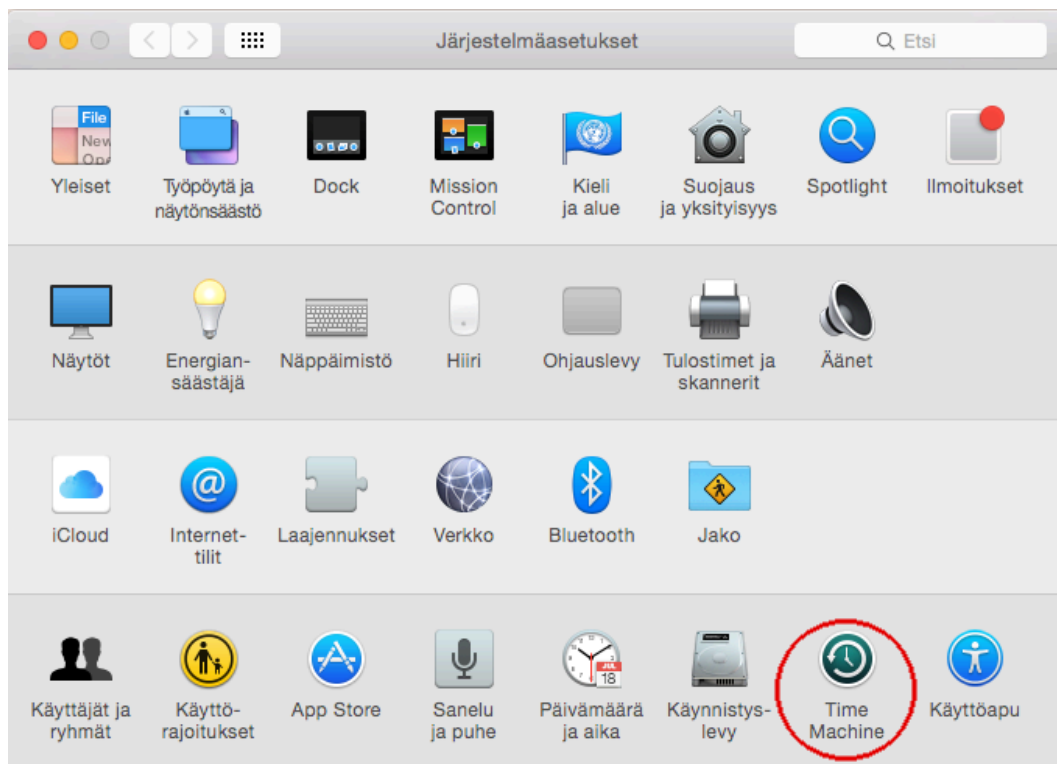 Järjestelmäasetukset
Etsi
File
New
Ope
Yleiset
Työpöytä ja
näytönsäästö
Dock
Mission
Control
Kieli
ja alue
Suojaus
ja yksityisyys
Spotlight
Ilmoitukset
Näytöt
Energian-
säästäjä
Näppäimistö
Hiiri
Ohjauslevy
Tulostimet ja
skannerit
Äänet
iCloud
@
Internet-
tilit
Laajennukset
Verkko
Bluetooth
Jako
JUL
18
Käyttäjät ja
ryhmät
Käyttö-
rajoitukset
App Store
Sanelu
ja puhe
Päivämäärä
ja aika
Käynnistys-
levy
Time
Machine
Käyttöapu